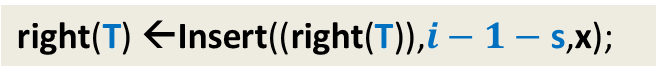 right(T) ←Insert((right(T)),i − 1 − s,x);